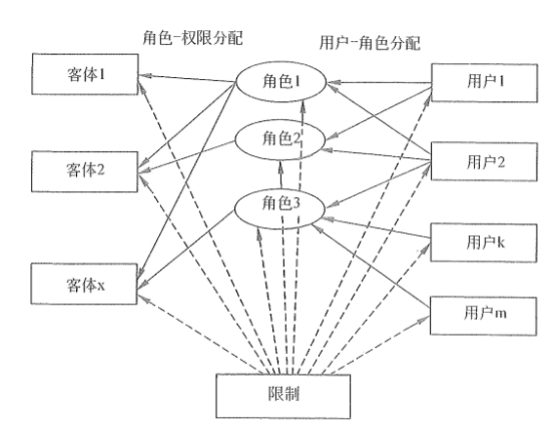 角色-权限分配
用户-角色分配
客体1
角色1
用户1
角色2
客体2
用户2
角色3
用户k
客体x
用户m
限制